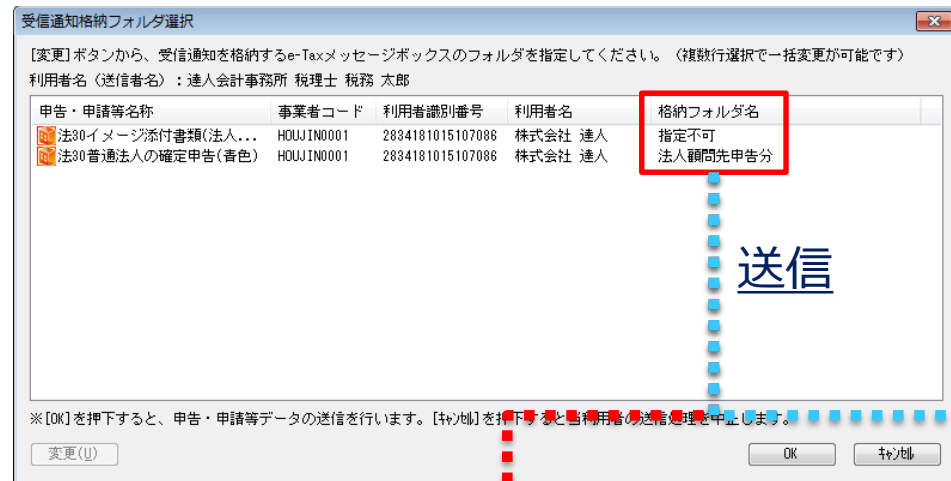 受信通知格納フォルダ選択
[変更]ボタンから、受信通知を格納するe-Taxメッセージボックスのフォルダを指定してください。（複数行選択で一括変更が可能です）
利用者名（送信者名）：達人会計事務所 税理士 税務 太郎
申告・申請等名称 事業者コード 利用者識別番号 利用者名 格納フォルダ名
法30イメージ添付書類(法人... HOUJIN0001 2834181015107086 株式会社 達人 指定不可
法30普通法人の確定申告(青色) HOUJIN0001 2834181015107086 株式会社 達人 法人顧問先申告分
送信
※[OK]を押下すると、申告・申請等データの送信を行います。[ｷｬﾝｾﾙ]を押下すると当利用者の送信処理を中止します。
変更(U) OK ｷｬﾝｾﾙ